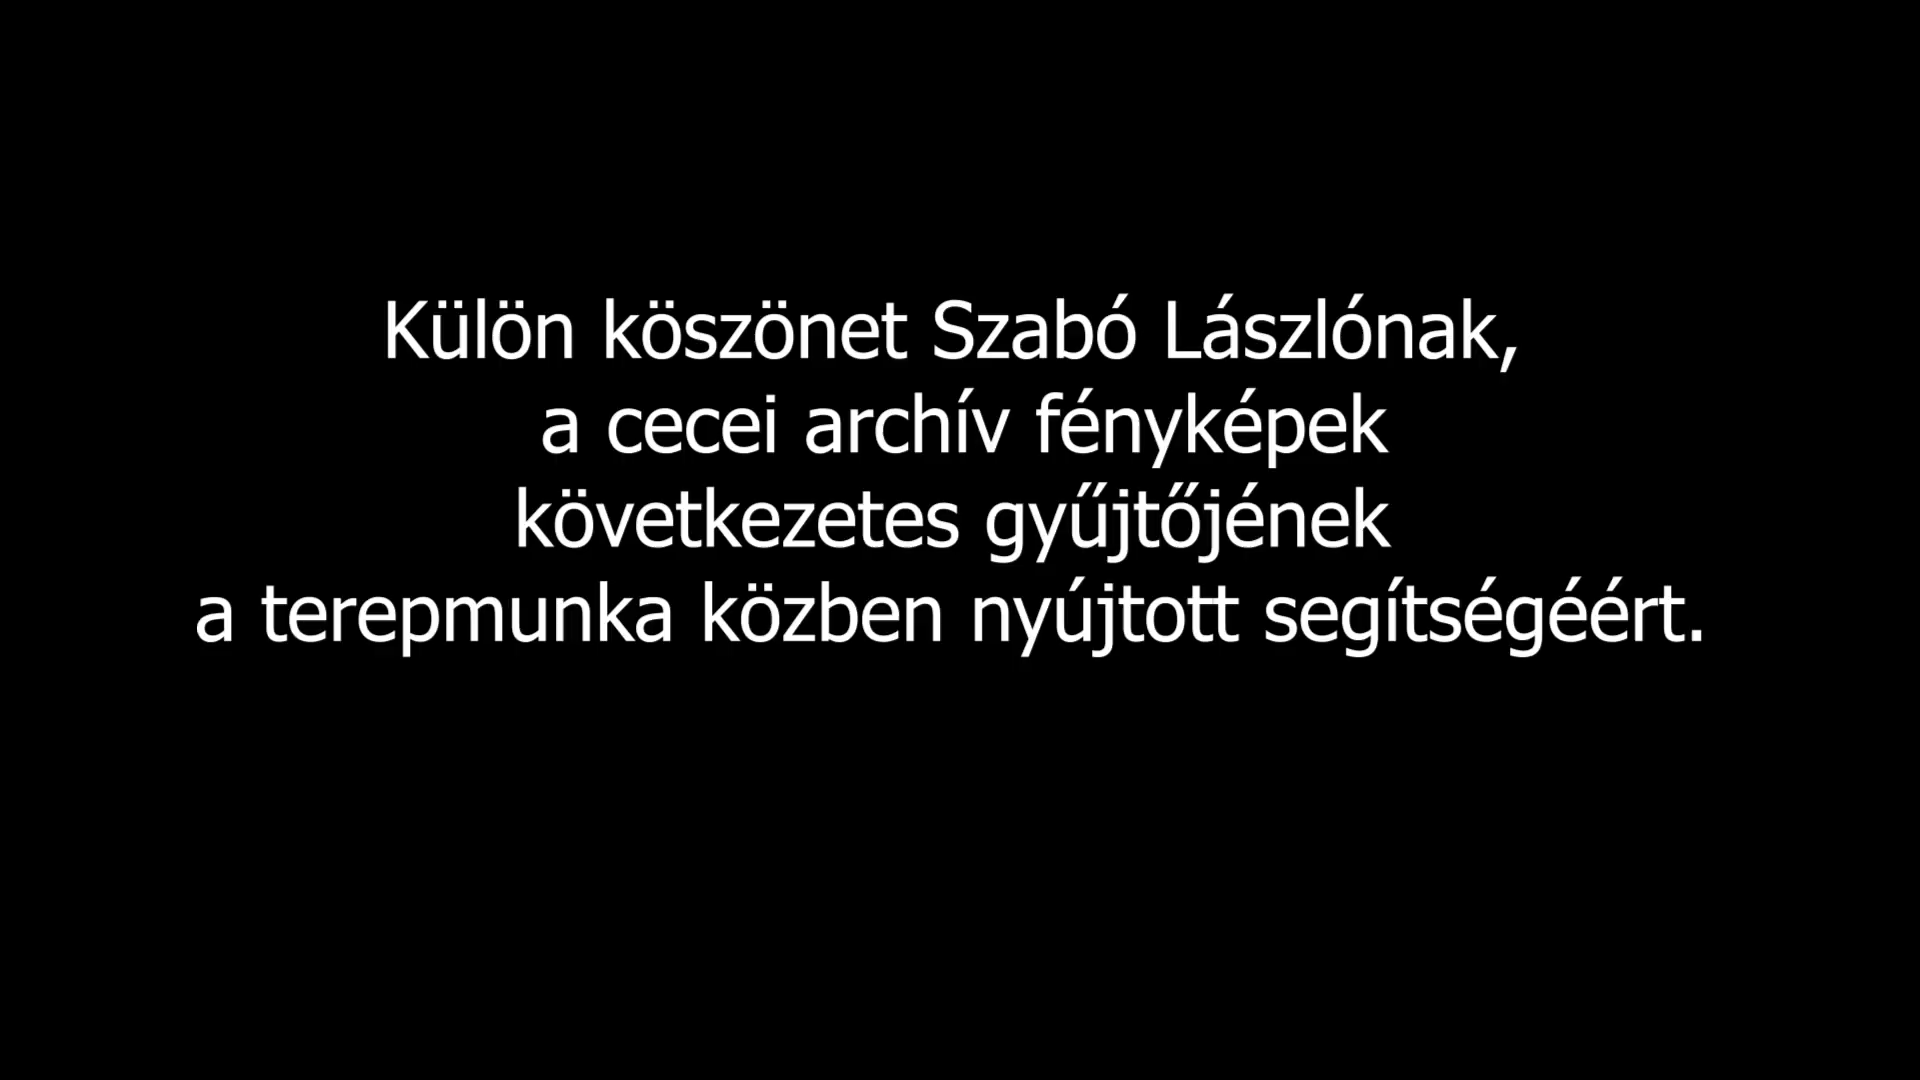 Külön köszönet Szabó Lászlónak,
a cecei archív fényképek
következetes gyűjtőjének
a terepmunka közben nyújtott segítségéért.